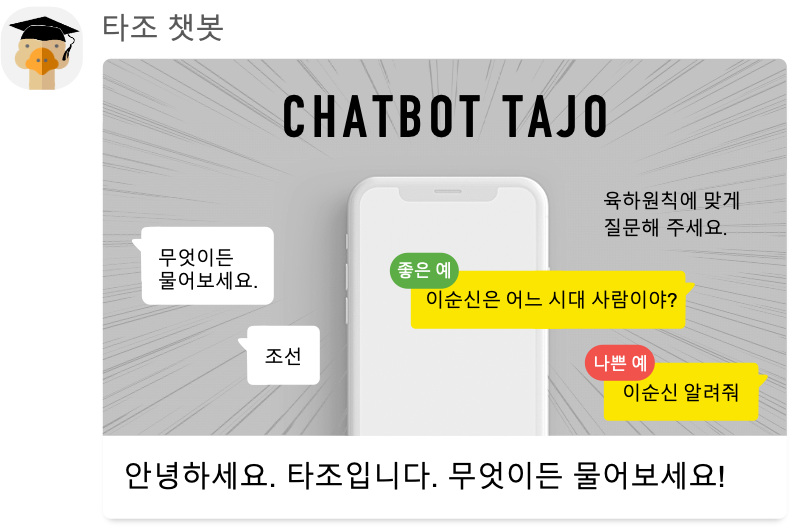 타조 챗봇
CHATBOT TAJO
육하원칙에 맞게
질문해 주세요.
무엇이든
물어보세요.
좋은 예
이순신은 어느 시대 사람이야?
조선
나쁜 예
이순신 알려줘
안녕하세요. 타조입니다. 무엇이든 물어보세요!